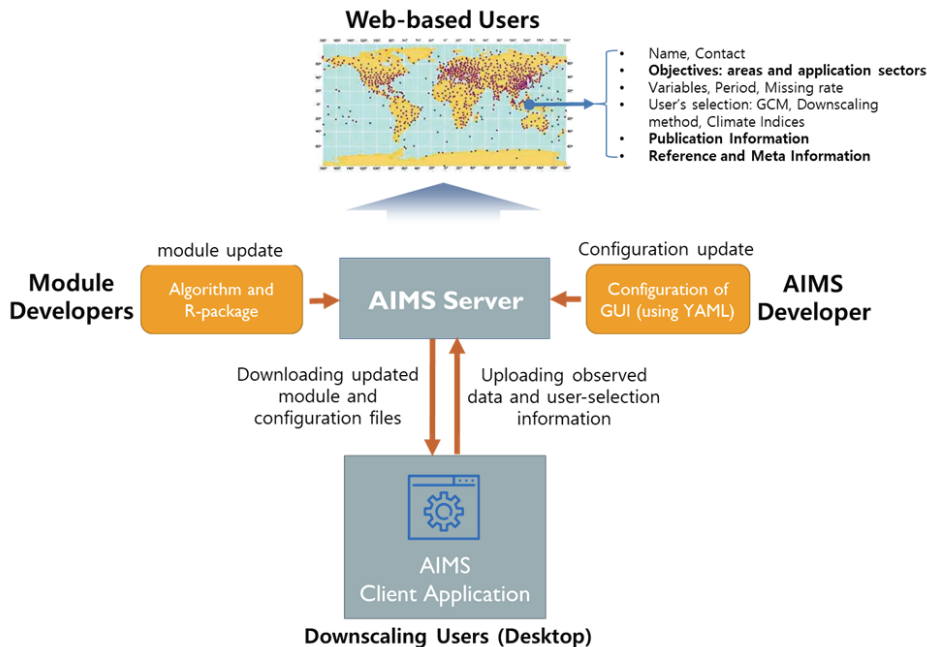 Web-based Users
• Name, Contact
• Objectives: areas and application sectors
• Variables, Period, Missing rate
• User's selection: GCM, Downscaling
method, Climate Indices
• Publication Information
• Reference and Meta Information
module update
Configuration update
Module
Developers
Algorithm and
R-package
AIMS Server
Configuration of
GUI (using YAML)
AIMS
Developer
Downloading updated
module and
configuration files
Uploading observed
data and user-selection
information
AIMS
Client Application
Downscaling Users (Desktop)